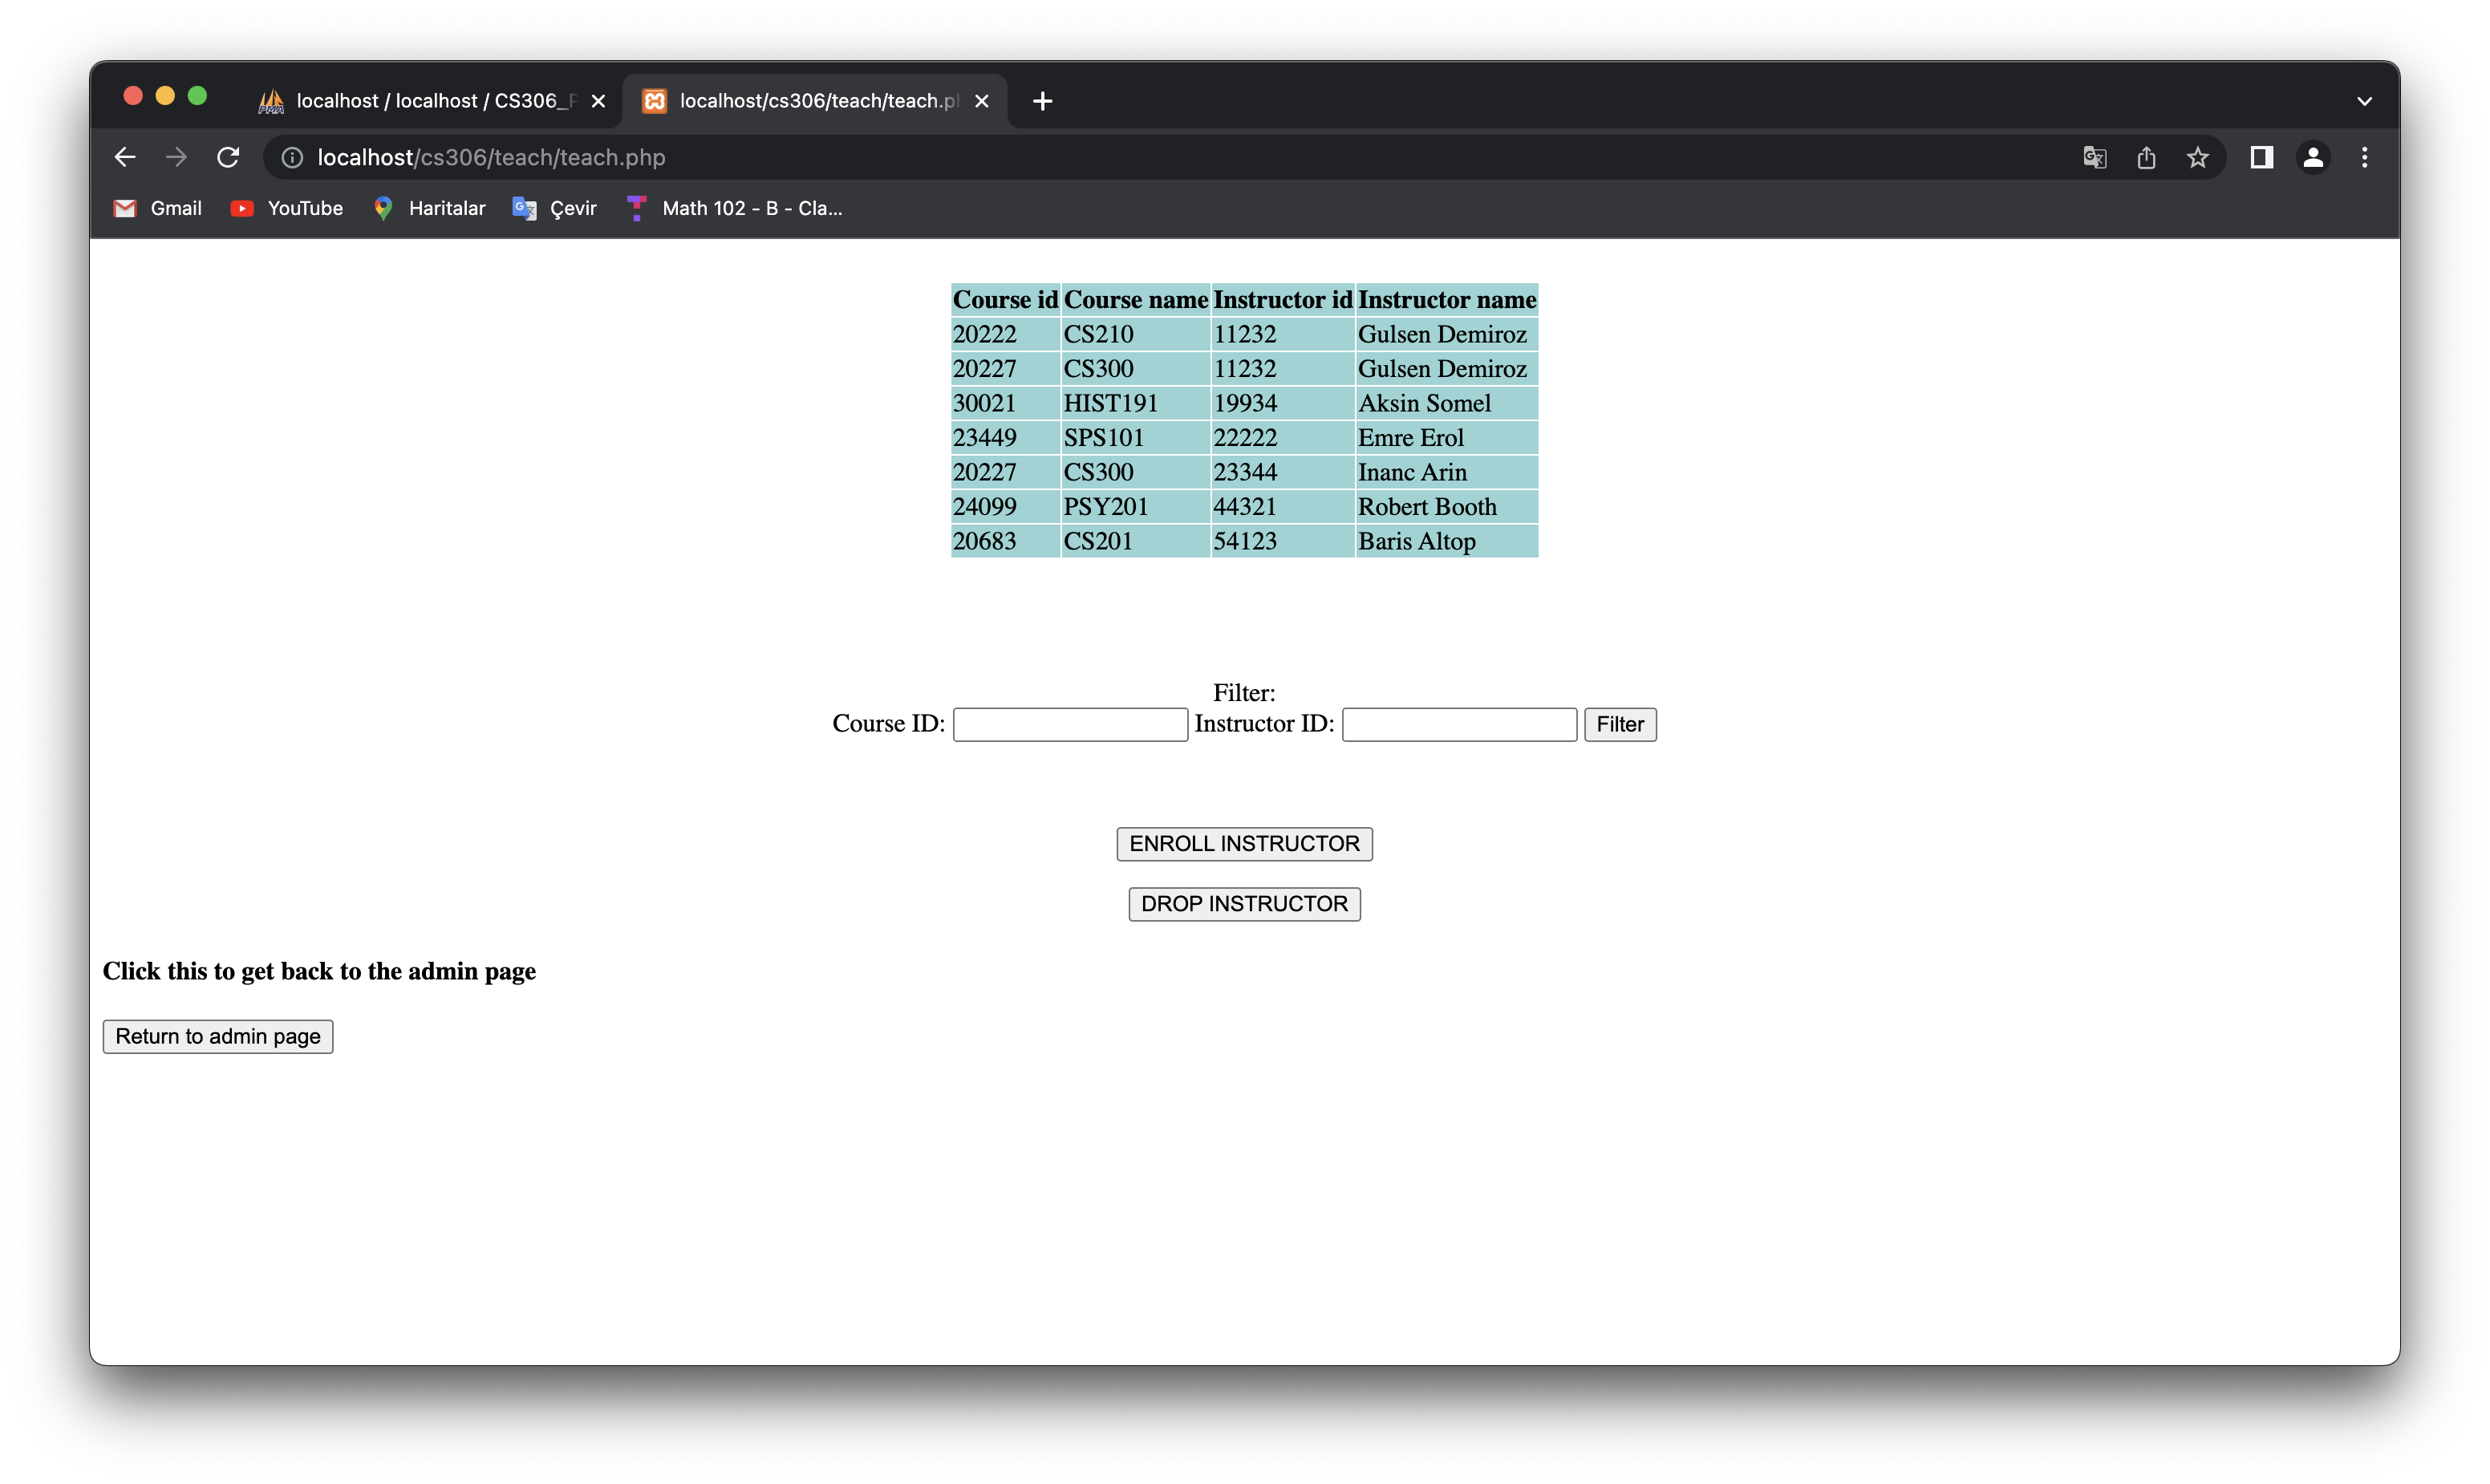 localhost / localhost / CS306_P
localhost/cs306/teach/teach.ph
localhost/cs306/teach/teach.php
Gmail YouTube Haritalar Çevir Math 102 - B - Cla...
Course id Course name Instructor id Instructor name
20222 CS210 11232 Gulsen Demiroz
20227 CS300 11232 Gulsen Demiroz
30021 HIST191 19934 Aksin Somel
23449 SPS101 22222 Emre Erol
20227 CS300 23344 Inanc Arin
24099 PSY201 44321 Robert Booth
20683 CS201 54123 Baris Altop
Filter:
Course ID: Instructor ID: Filter
ENROLL INSTRUCTOR
DROP INSTRUCTOR
Click this to get back to the admin page
Return to admin page